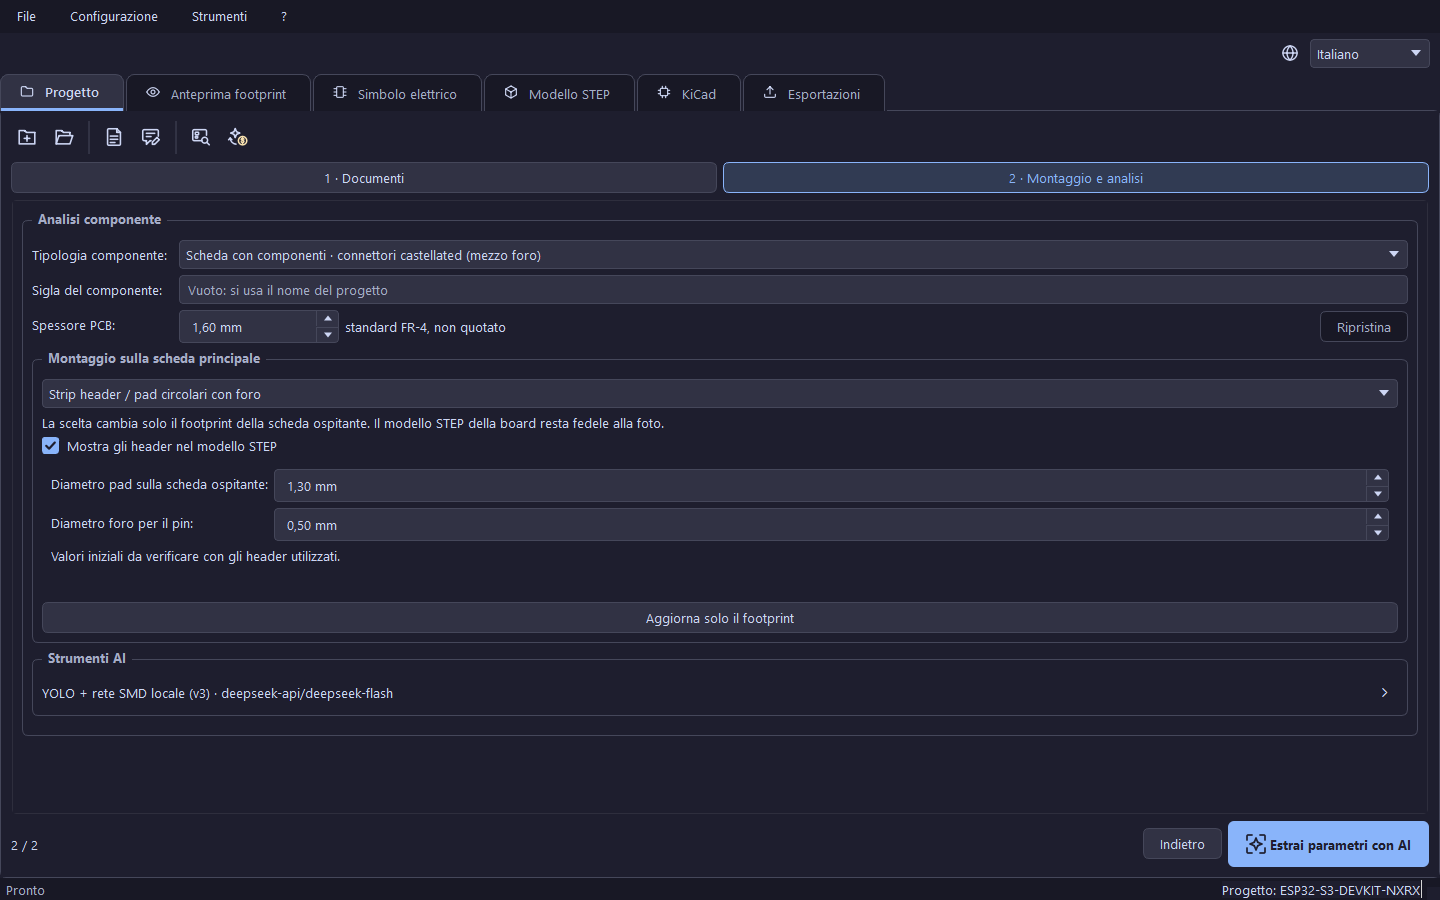 File Configurazione Strumenti ?
Italiano
Progetto Anteprima footprint Simbolo elettrico Modello STEP KiCad Esportazioni
1 · Documenti 2 · Montaggio e analisi
Analisi componente
Tipologia componente: Scheda con componenti · connettori castellated (mezzo foro)
Sigla del componente: Vuoto: si usa il nome del progetto
Spessore PCB: 1,60 mm standard FR-4, non quotato Ripristina
Montaggio sulla scheda principale
Strip header / pad circolari con foro
La scelta cambia solo il footprint della scheda ospitante. Il modello STEP della board resta fedele alla foto.
Mostra gli header nel modello STEP
Diametro pad sulla scheda ospitante: 1,30 mm
Diametro foro per il pin: 0,50 mm
Valori iniziali da verificare con gli header utilizzati.
Aggiorna solo il footprint
Strumenti AI
YOLO + rete SMD locale (v3) · deepseek-api/deepseek-flash
2 / 2 Indietro Estrai parametri con AI
Pronto Progetto: ESP32-S3-DEVKIT-NXRX